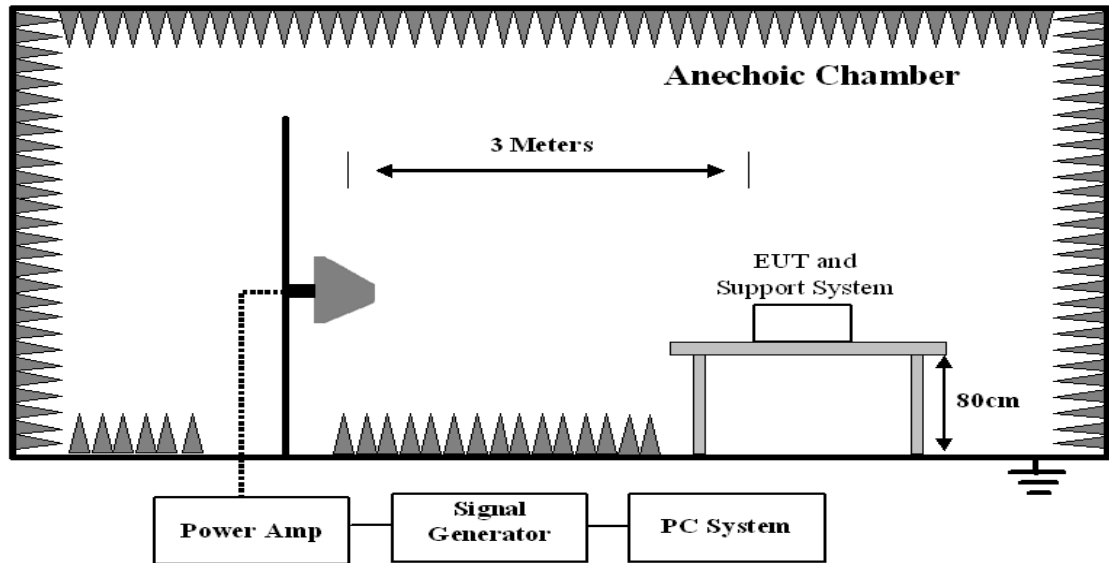 Anechoic Chamber
3 Meters
EUT and
Support System
80cm
Power Amp
Signal
Generator
PC System